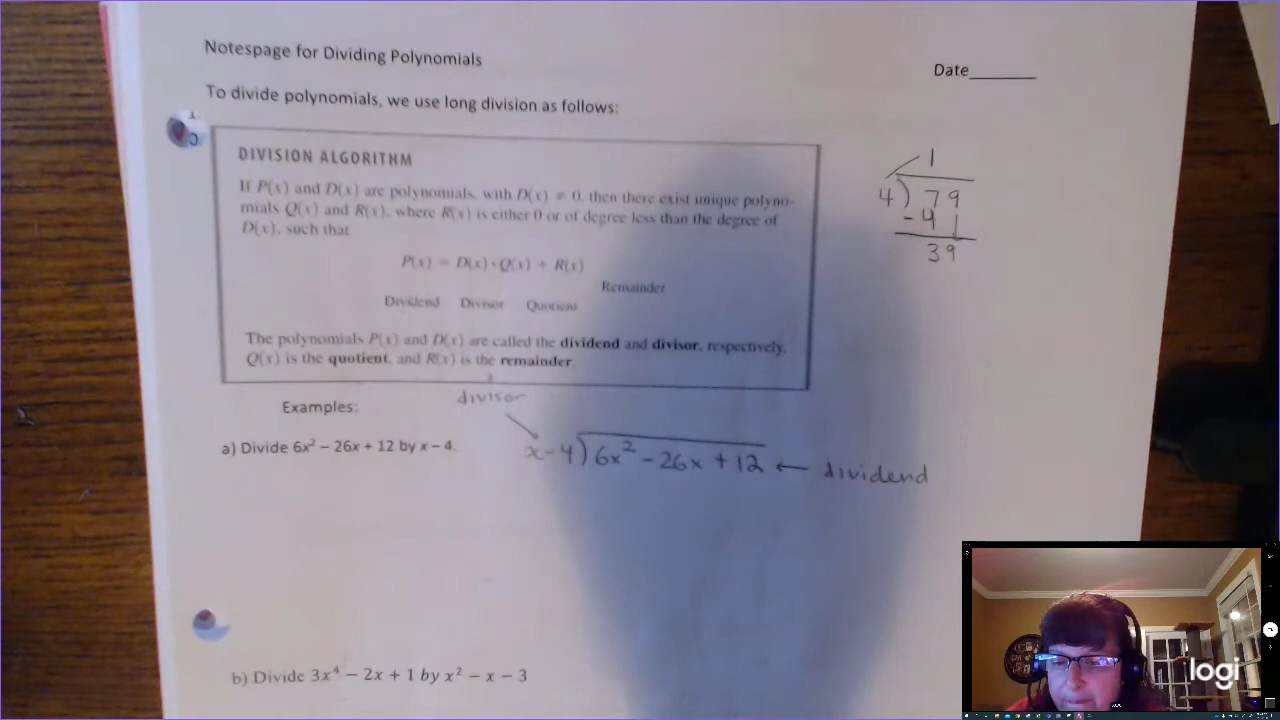 Notespage for Dividing Polynomials
Date______
To divide polynomials, we use long division as follows:
DIVISION ALGORITHM
If P(x) and D(x) are polynomials, with D(x) ≠ 0, then there exist unique polyno-
mials Q(x) and R(x), where R(x) is either 0 or of degree less than the degree of
D(x), such that
P(x) = D(x) · Q(x) + R(x)
Remainder
Dividend Divisor Quotient
The polynomials P(x) and D(x) are called the dividend and divisor, respectively,
Q(x) is the quotient, and R(x) is the remainder.
1
4) 79
- 4
39
Examples:
divisor
a) Divide 6x² – 26x + 12 by x – 4.
x - 4) 6x² - 26x + 12 ← dividend
b) Divide 3x⁴ − 2x + 1 by x² − x − 3
logi